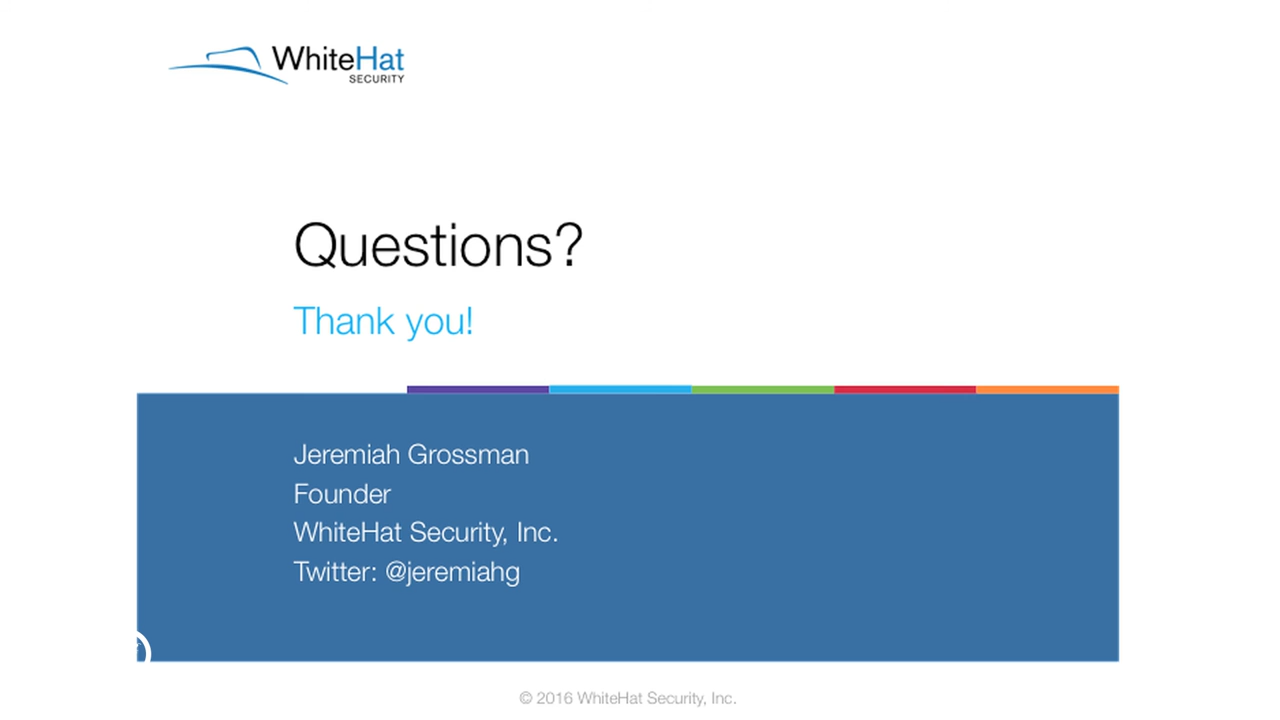 WhiteHat
SECURITY
Questions?
Thank you!
Jeremiah Grossman
Founder
WhiteHat Security, Inc.
Twitter: @jeremiahg
© 2016 WhiteHat Security, Inc.